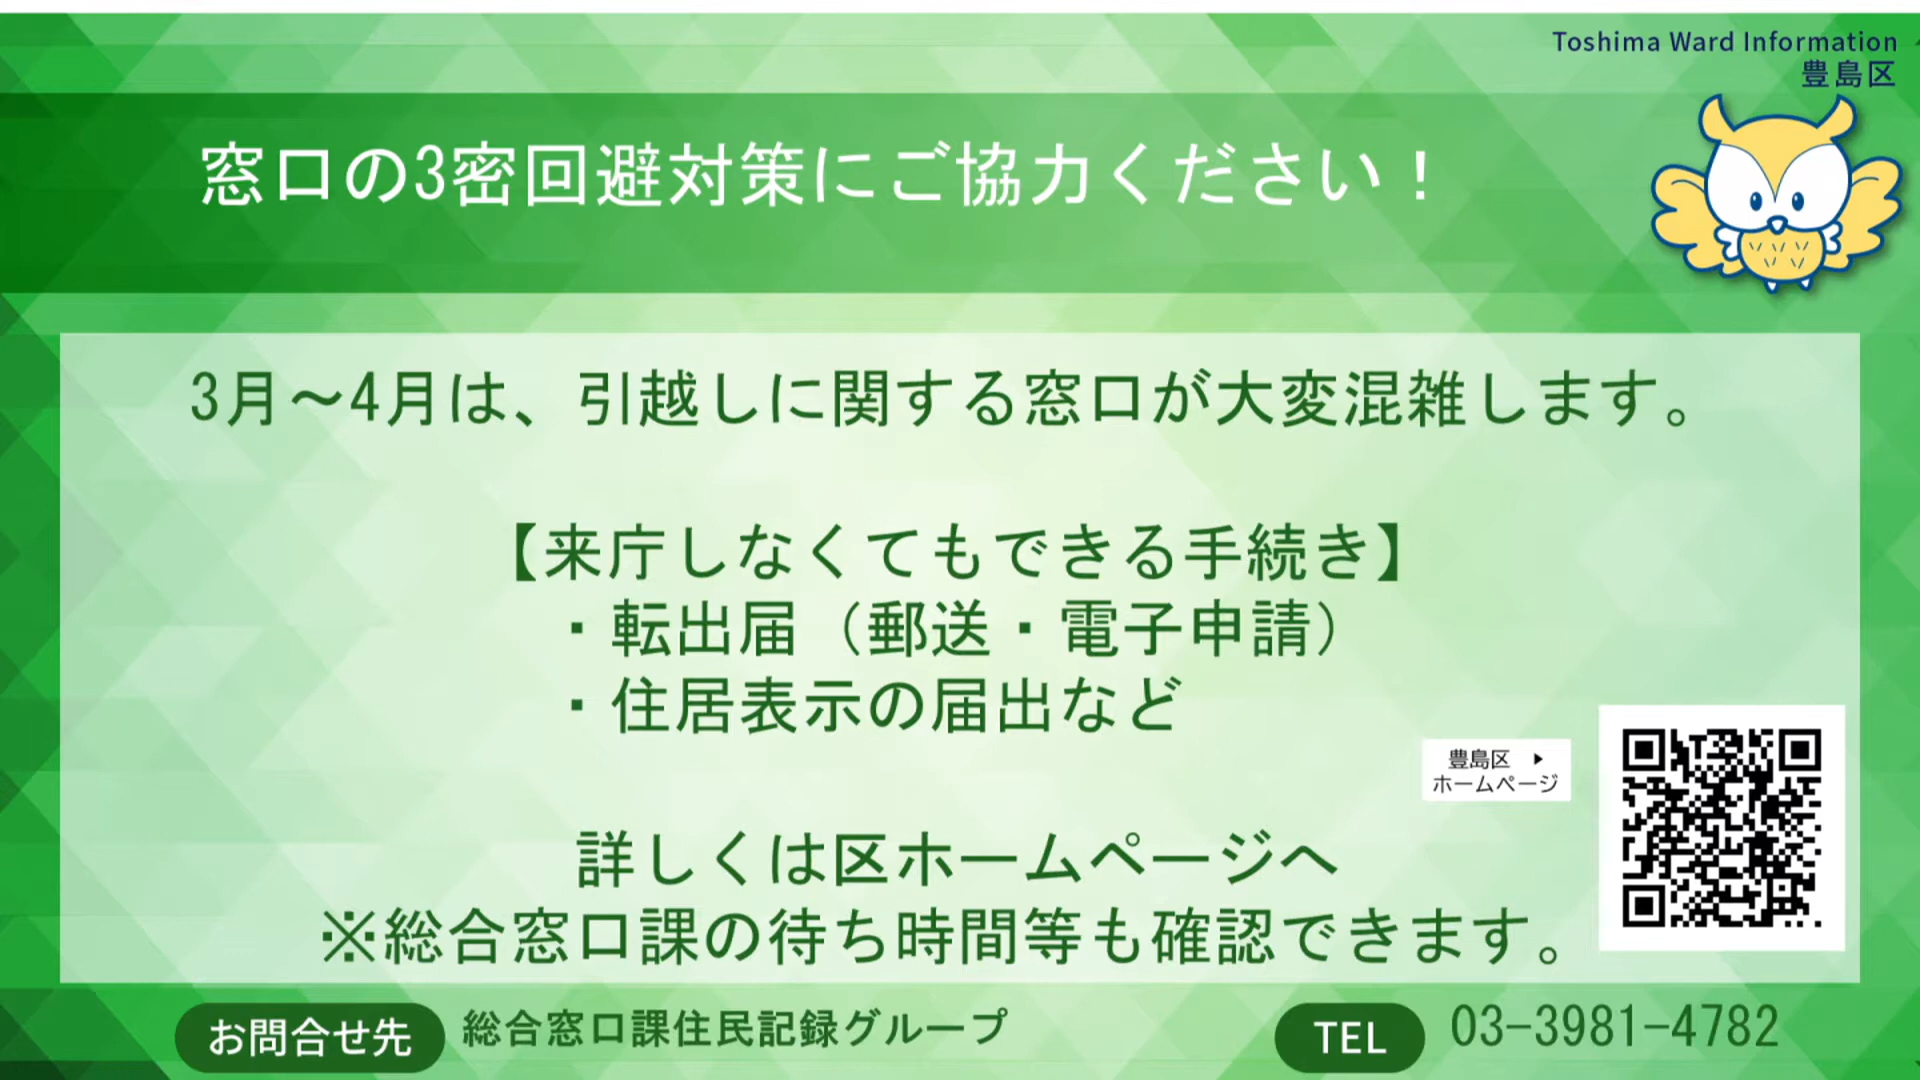 Toshima Ward Information
豊島区
窓口の3密回避対策にご協力ください！
3月～4月は、引越しに関する窓口が大変混雑します。
【来庁しなくてもできる手続き】
・転出届（郵送・電子申請）
・住居表示の届出など
豊島区 ▶
ホームページ
詳しくは区ホームページへ
※総合窓口課の待ち時間等も確認できます。
お問合せ先 総合窓口課住民記録グループ TEL 03-3981-4782